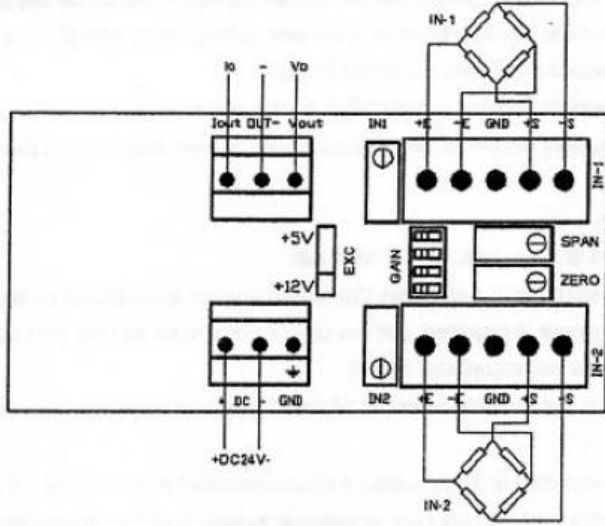 IN-1
Io - Vo
Iout OUT- Vout
IN1 +E -E GND +S -S
IN-1
+5V
EXC
+12V
GAIN
SPAN
ZERO
+ DC - GND
IN2 +E -E GND +S -S
IN-2
+DC24V-
IN-2